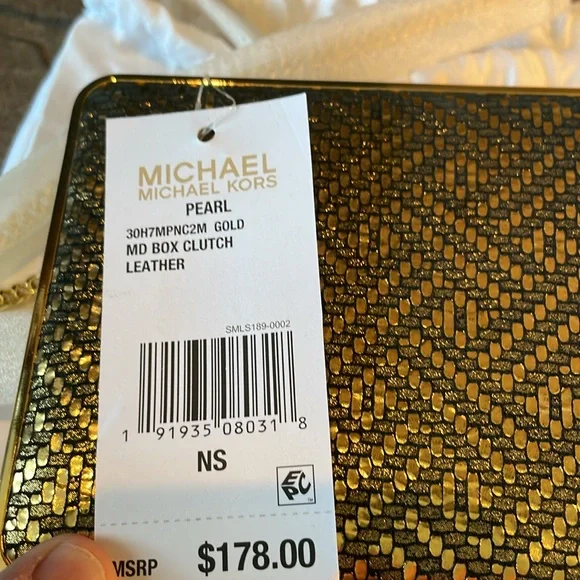 MICHAEL
MICHAEL KORS
PEARL
30H7MPNC2M GOLD
MD BOX CLUTCH
LEATHER
SMLS189-0002
1 91935 08031 8
NS
EPC
MSRP $178.00